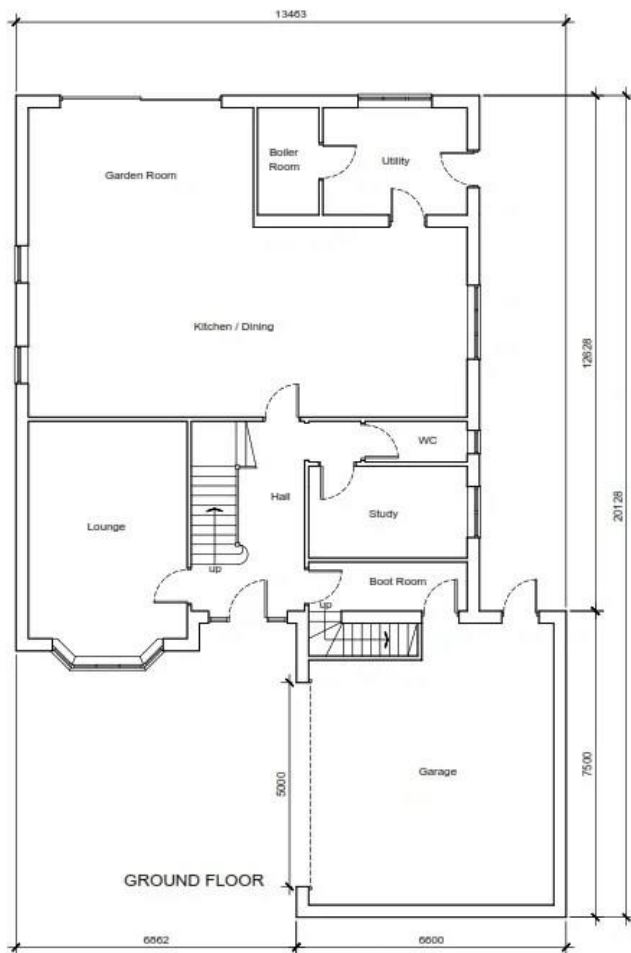 13463
Boiler
Room
Utility
Garden Room
Kitchen / Dining
12628
20128
WC
Hall
Study
Lounge
up
Boot Room
up
Garage
5000
7500
GROUND FLOOR
6862
6600